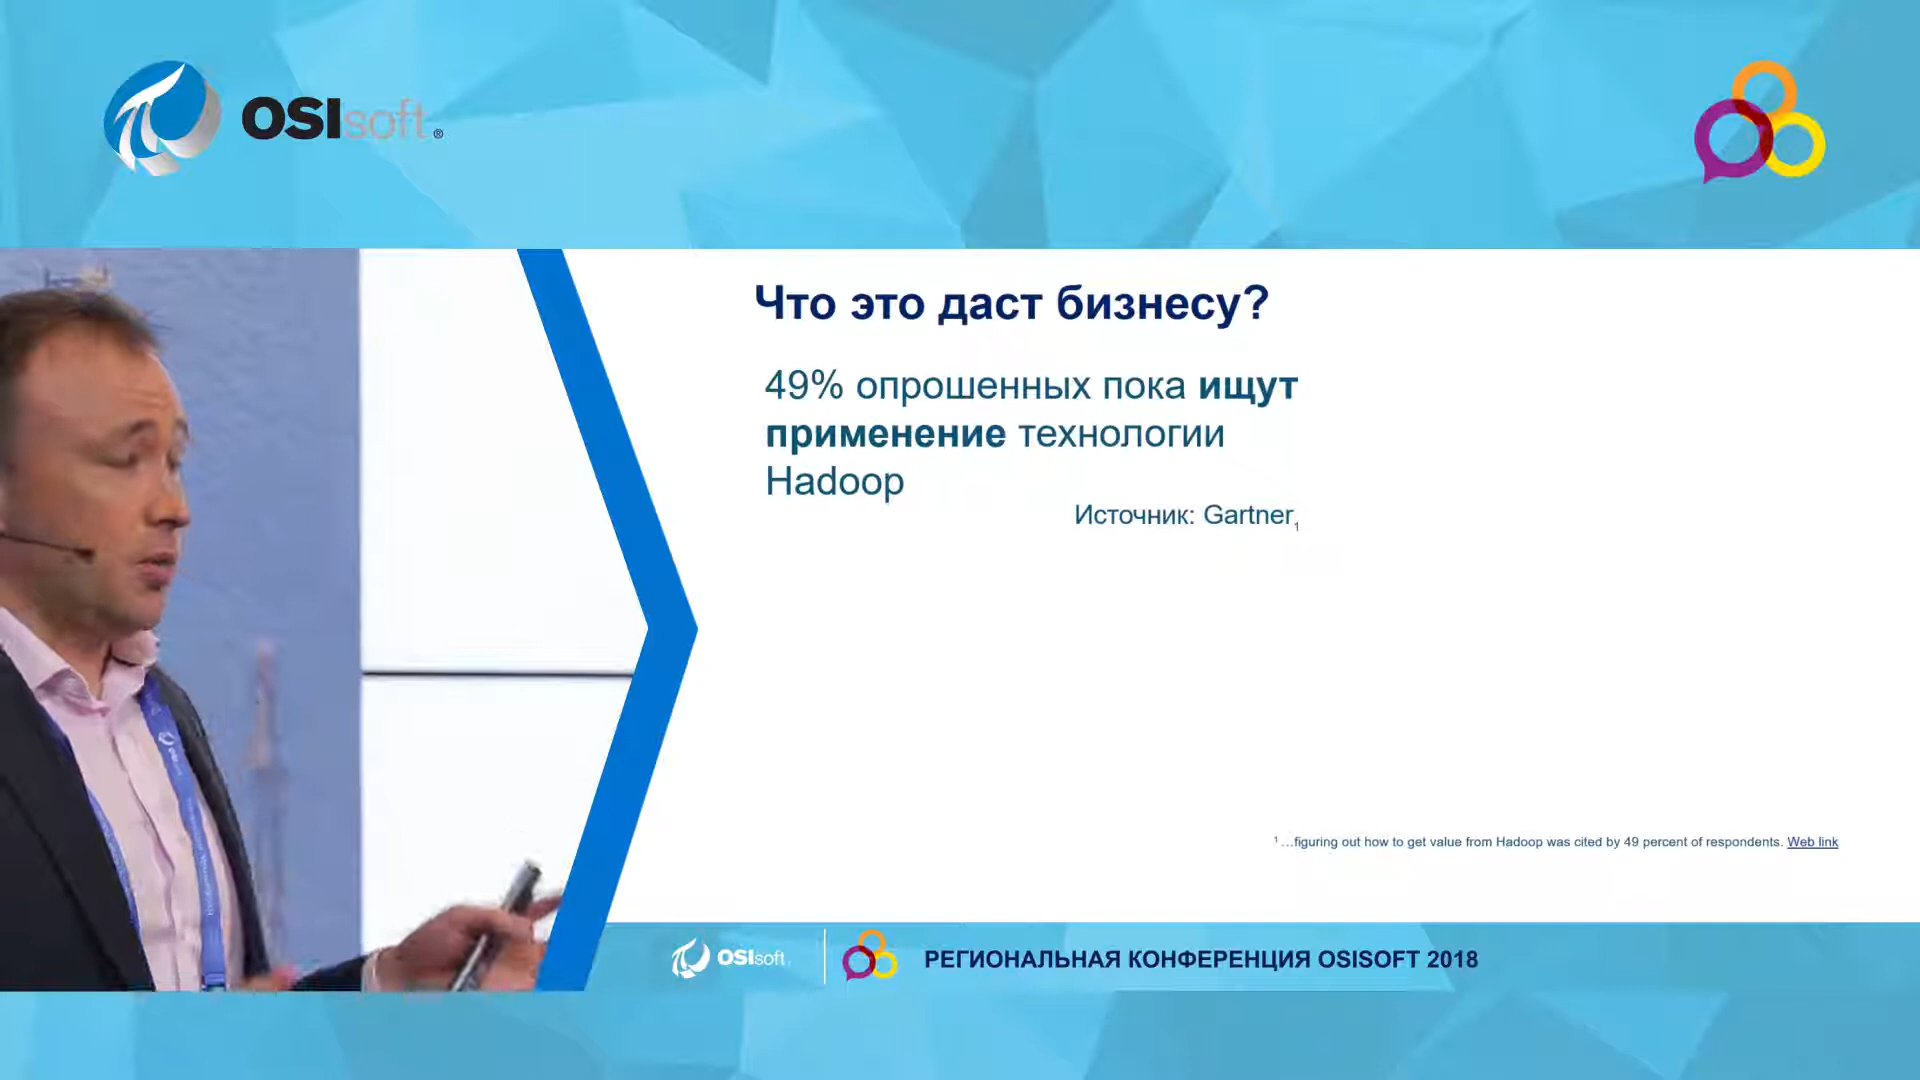 OSIsoft®
Что это даст бизнесу?
49% опрошенных пока ищут
применение технологии
Hadoop
Источник: Gartner1
1 ...figuring out how to get value from Hadoop was cited by 49 percent of respondents. Web link
OSIsoft
РЕГИОНАЛЬНАЯ КОНФЕРЕНЦИЯ OSISOFT 2018